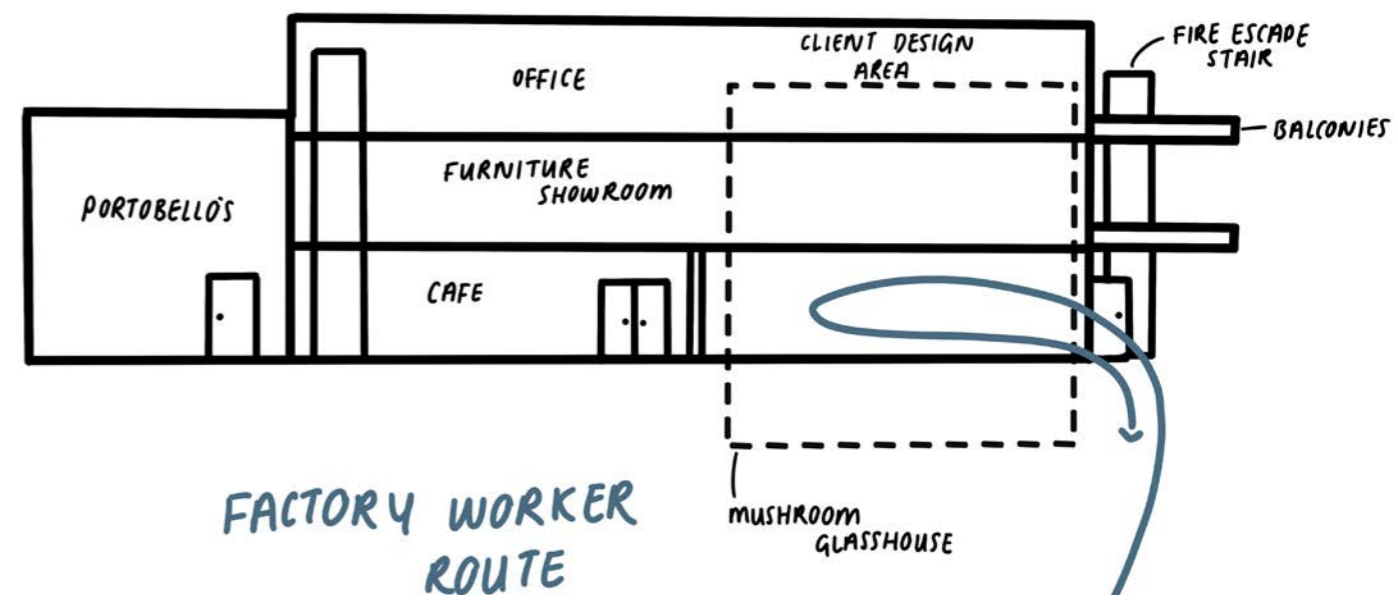 CLIENT DESIGN
AREA
FIRE ESCAPE
STAIR
OFFICE
BALCONIES
FURNITURE
SHOWROOM
PORTOBELLO'S
CAFE
FACTORY WORKER
ROUTE
MUSHROOM
GLASSHOUSE